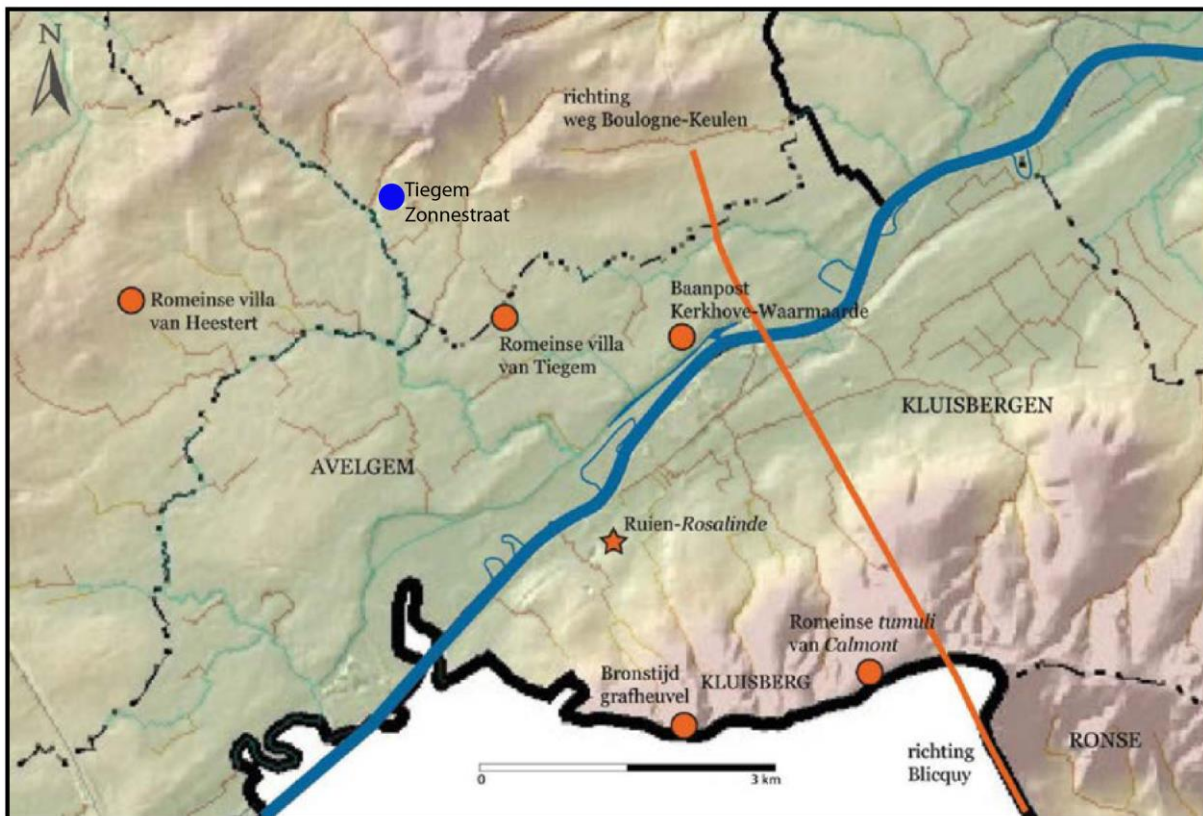 N
richting
weg Boulogne-Keulen
Tiegem
Zonnestraat
Romeinse villa
van Heestert
Baanpost
Kerkhove-Waarmaarde
Romeinse villa
van Tiegem
KLUISBERGEN
AVELGEM
Ruien-Rosalinde
Romeinse tumuli
van Calmont
Bronstijd
grafheuvel
KLUISBERG
RONSE
richting
Blicquy
0
3 km